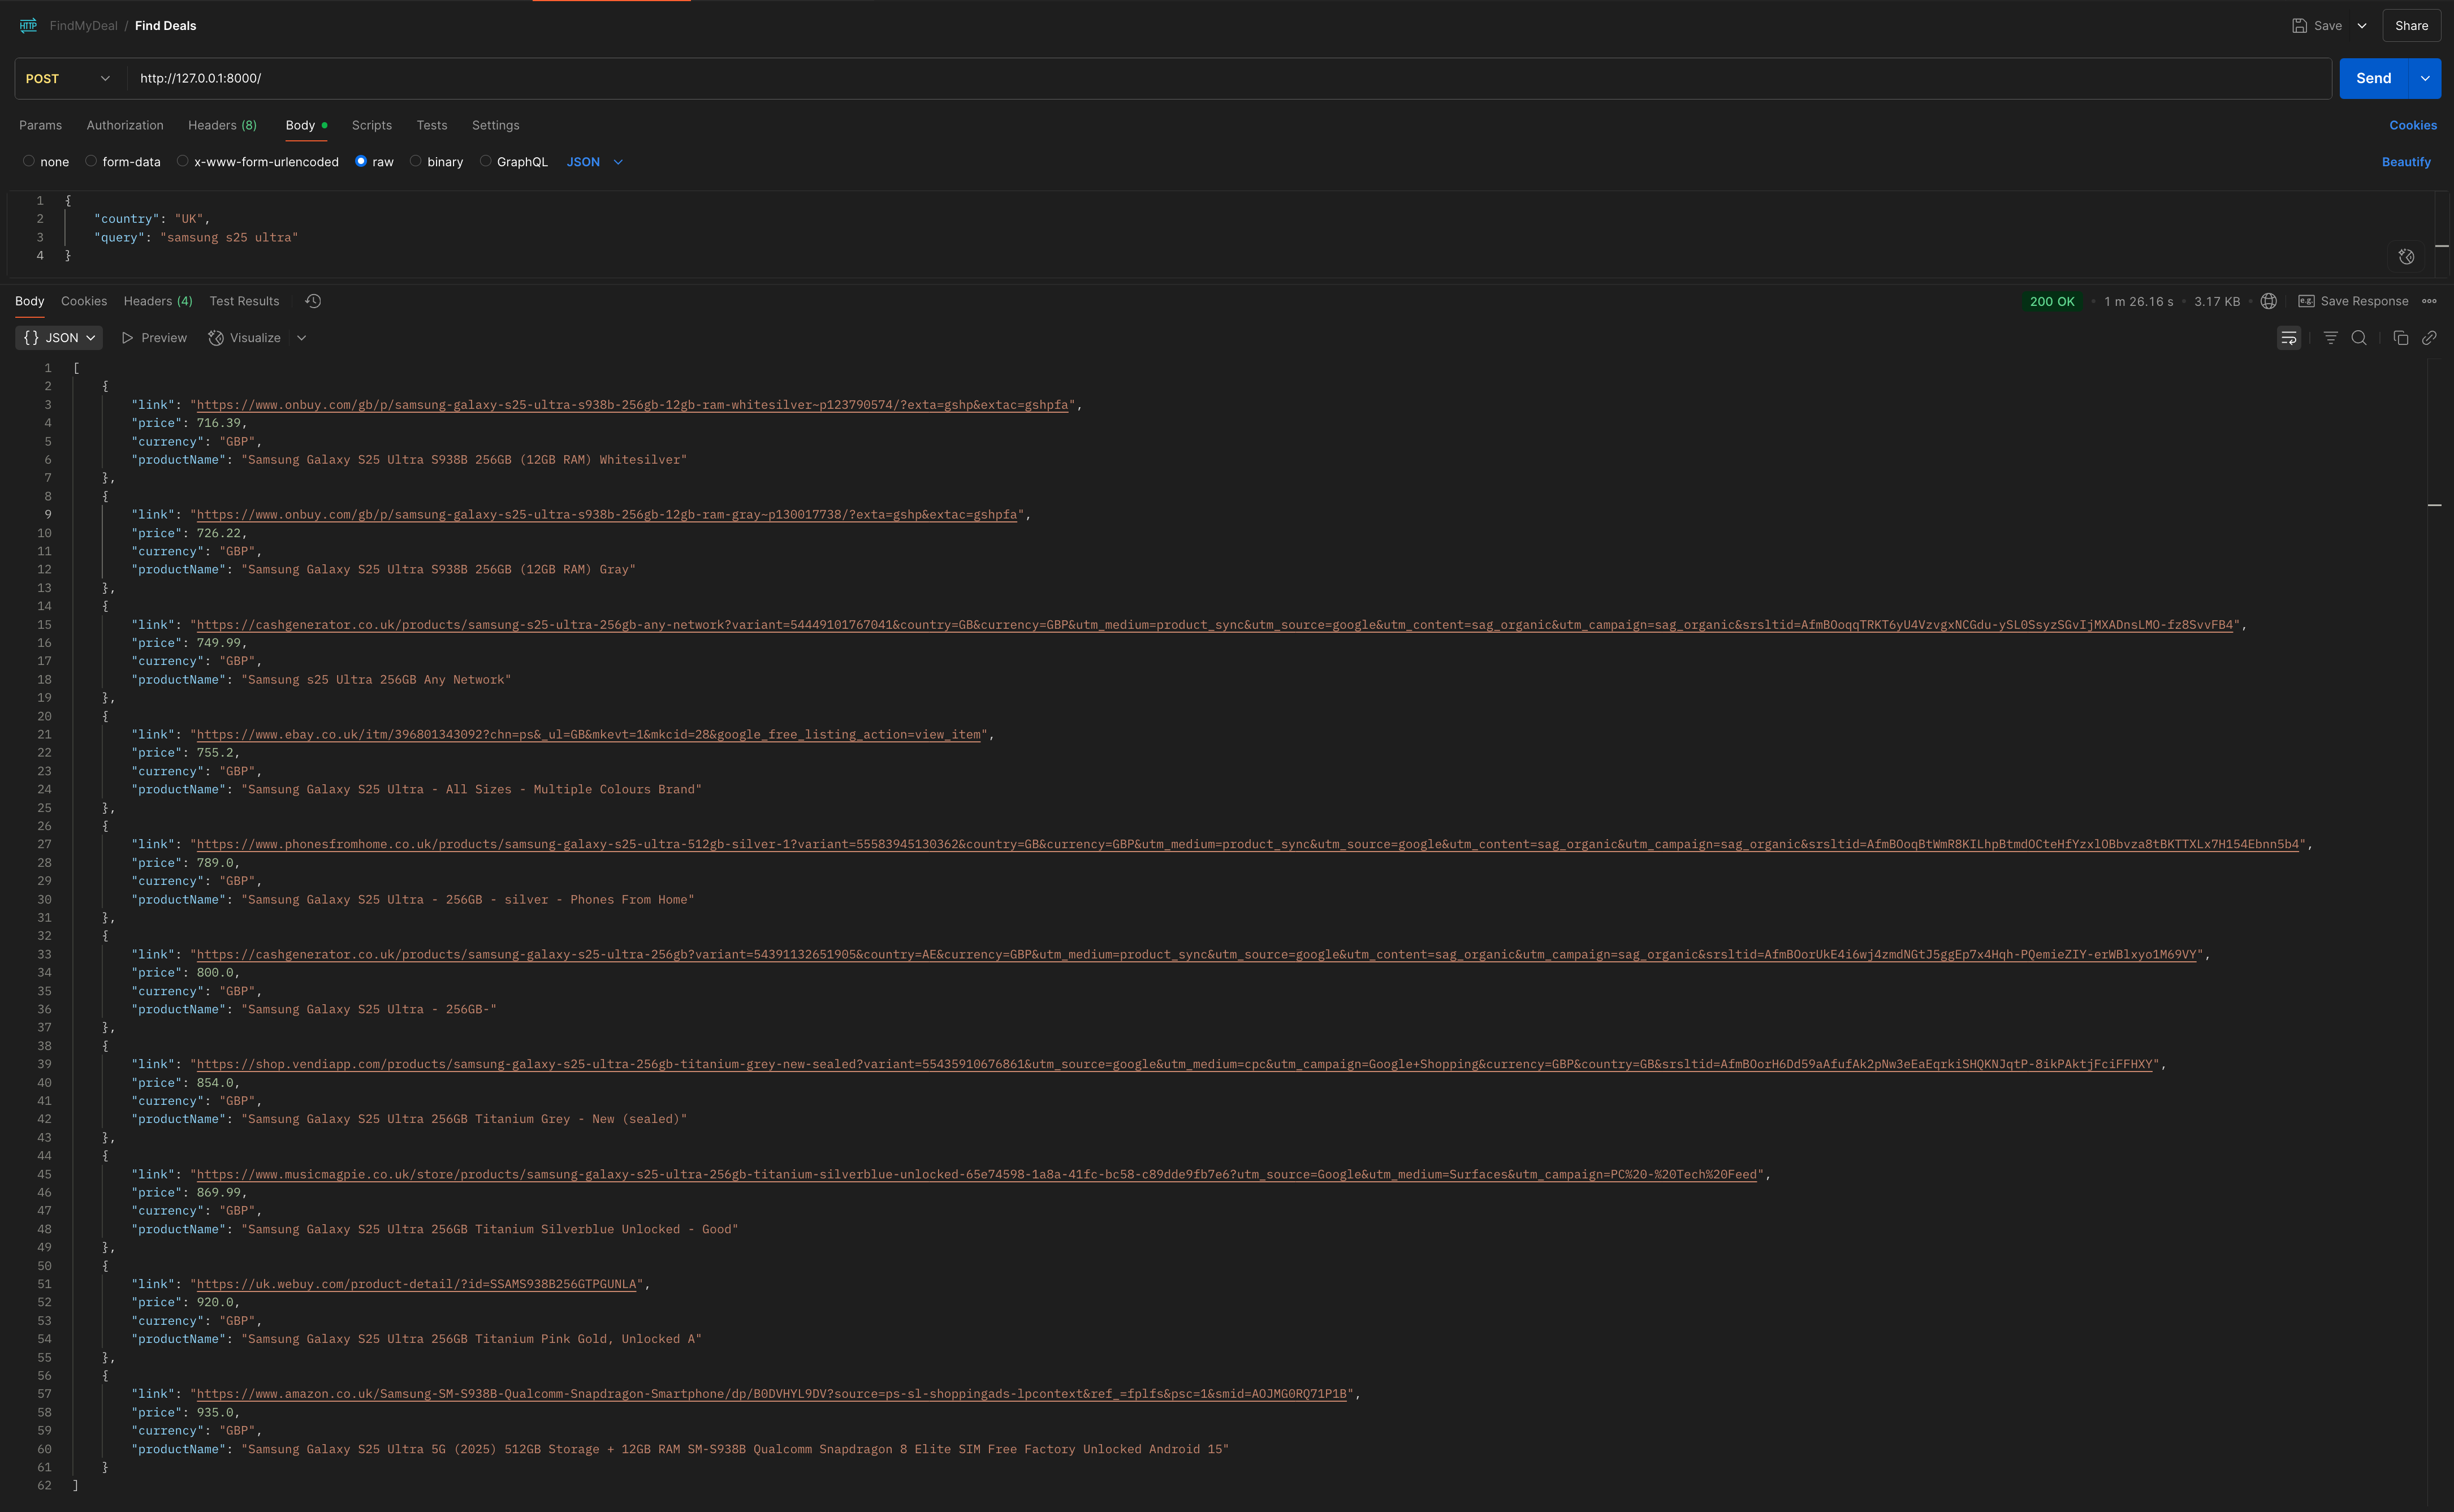 HTTP FindMyDeal / Find Deals Save Share
POST http://127.0.0.1:8000/ Send
Params Authorization Headers (8) Body Scripts Tests Settings Cookies
none form-data x-www-form-urlencoded raw binary GraphQL JSON Beautify
1 {
2 "country": "UK",
3 "query": "samsung s25 ultra"
4 }
Body Cookies Headers (4) Test Results 200 OK • 1 m 26.16 s • 3.17 KB • e.g. Save Response
{} JSON Preview Visualize
1 [
2 {
3 "link": "https://www.onbuy.com/gb/p/samsung-galaxy-s25-ultra-s938b-256gb-12gb-ram-whitesilver~p123790574/?exta=gshp&extac=gshpfa",
4 "price": 716.39,
5 "currency": "GBP",
6 "productName": "Samsung Galaxy S25 Ultra S938B 256GB (12GB RAM) Whitesilver"
7 },
8 {
9 "link": "https://www.onbuy.com/gb/p/samsung-galaxy-s25-ultra-s938b-256gb-12gb-ram-gray~p130017738/?exta=gshp&extac=gshpfa",
10 "price": 726.22,
11 "currency": "GBP",
12 "productName": "Samsung Galaxy S25 Ultra S938B 256GB (12GB RAM) Gray"
13 },
14 {
15 "link": "https://cashgenerator.co.uk/products/samsung-s25-ultra-256gb-any-network?variant=54449101767041&country=GB&currency=GBP&utm_medium=product_sync&utm_source=google&utm_content=sag_organic&utm_campaign=sag_organic&srsltid=AfmBOoqqTRKT6yU4VzvgxNCGdu-ySL0SsyzSGvIjMXADnsLMO-fz8SvvFB4",
16 "price": 749.99,
17 "currency": "GBP",
18 "productName": "Samsung s25 Ultra 256GB Any Network"
19 },
20 {
21 "link": "https://www.ebay.co.uk/itm/396801343092?chn=ps&_ul=GB&mkevt=1&mkcid=28&google_free_listing_action=view_item",
22 "price": 755.2,
23 "currency": "GBP",
24 "productName": "Samsung Galaxy S25 Ultra - All Sizes - Multiple Colours Brand"
25 },
26 {
27 "link": "https://www.phonesfromhome.co.uk/products/samsung-galaxy-s25-ultra-512gb-silver-1?variant=55583945130362&country=GB&currency=GBP&utm_medium=product_sync&utm_source=google&utm_content=sag_organic&utm_campaign=sag_organic&srsltid=AfmBOoqBtWmR8KILhpBtmdOCteHfYzxlOBbvza8tBKTTXLx7H154Ebnn5b4",
28 "price": 789.0,
29 "currency": "GBP",
30 "productName": "Samsung Galaxy S25 Ultra - 256GB - silver - Phones From Home"
31 },
32 {
33 "link": "https://cashgenerator.co.uk/products/samsung-galaxy-s25-ultra-256gb?variant=54391132651905&country=AE&currency=GBP&utm_medium=product_sync&utm_source=google&utm_content=sag_organic&utm_campaign=sag_organic&srsltid=AfmBOorUkE4i6wj4zmdNGtJ5ggEp7x4Hqh-PQemieZIY-erWBlxyo1M69VY",
34 "price": 800.0,
35 "currency": "GBP",
36 "productName": "Samsung Galaxy S25 Ultra - 256GB-"
37 },
38 {
39 "link": "https://shop.vendiapp.com/products/samsung-galaxy-s25-ultra-256gb-titanium-grey-new-sealed?variant=55435910676861&utm_source=google&utm_medium=cpc&utm_campaign=Google+Shopping&currency=GBP&country=GB&srsltid=AfmBOorH6Dd59aAfufAk2pNw3eEaEqrkiSHQKNJqtP-8ikPAktjFciFFHXY",
40 "price": 854.0,
41 "currency": "GBP",
42 "productName": "Samsung Galaxy S25 Ultra 256GB Titanium Grey - New (sealed)"
43 },
44 {
45 "link": "https://www.musicmagpie.co.uk/store/products/samsung-galaxy-s25-ultra-256gb-titanium-silverblue-unlocked-65e74598-1a8a-41fc-bc58-c89dde9fb7e6?utm_source=Google&utm_medium=Surfaces&utm_campaign=PC%20-%20Tech%20Feed",
46 "price": 869.99,
47 "currency": "GBP",
48 "productName": "Samsung Galaxy S25 Ultra 256GB Titanium Silverblue Unlocked - Good"
49 },
50 {
51 "link": "https://uk.webuy.com/product-detail/?id=SSAMS938B256GTPGUNLA",
52 "price": 920.0,
53 "currency": "GBP",
54 "productName": "Samsung Galaxy S25 Ultra 256GB Titanium Pink Gold, Unlocked A"
55 },
56 {
57 "link": "https://www.amazon.co.uk/Samsung-SM-S938B-Qualcomm-Snapdragon-Smartphone/dp/B0DVHYL9DV?source=ps-sl-shoppingads-lpcontext&ref_=fplfs&psc=1&smid=AOJMG0RQ71P1B",
58 "price": 935.0,
59 "currency": "GBP",
60 "productName": "Samsung Galaxy S25 Ultra 5G (2025) 512GB Storage + 12GB RAM SM-S938B Qualcomm Snapdragon 8 Elite SIM Free Factory Unlocked Android 15"
61 }
62 ]